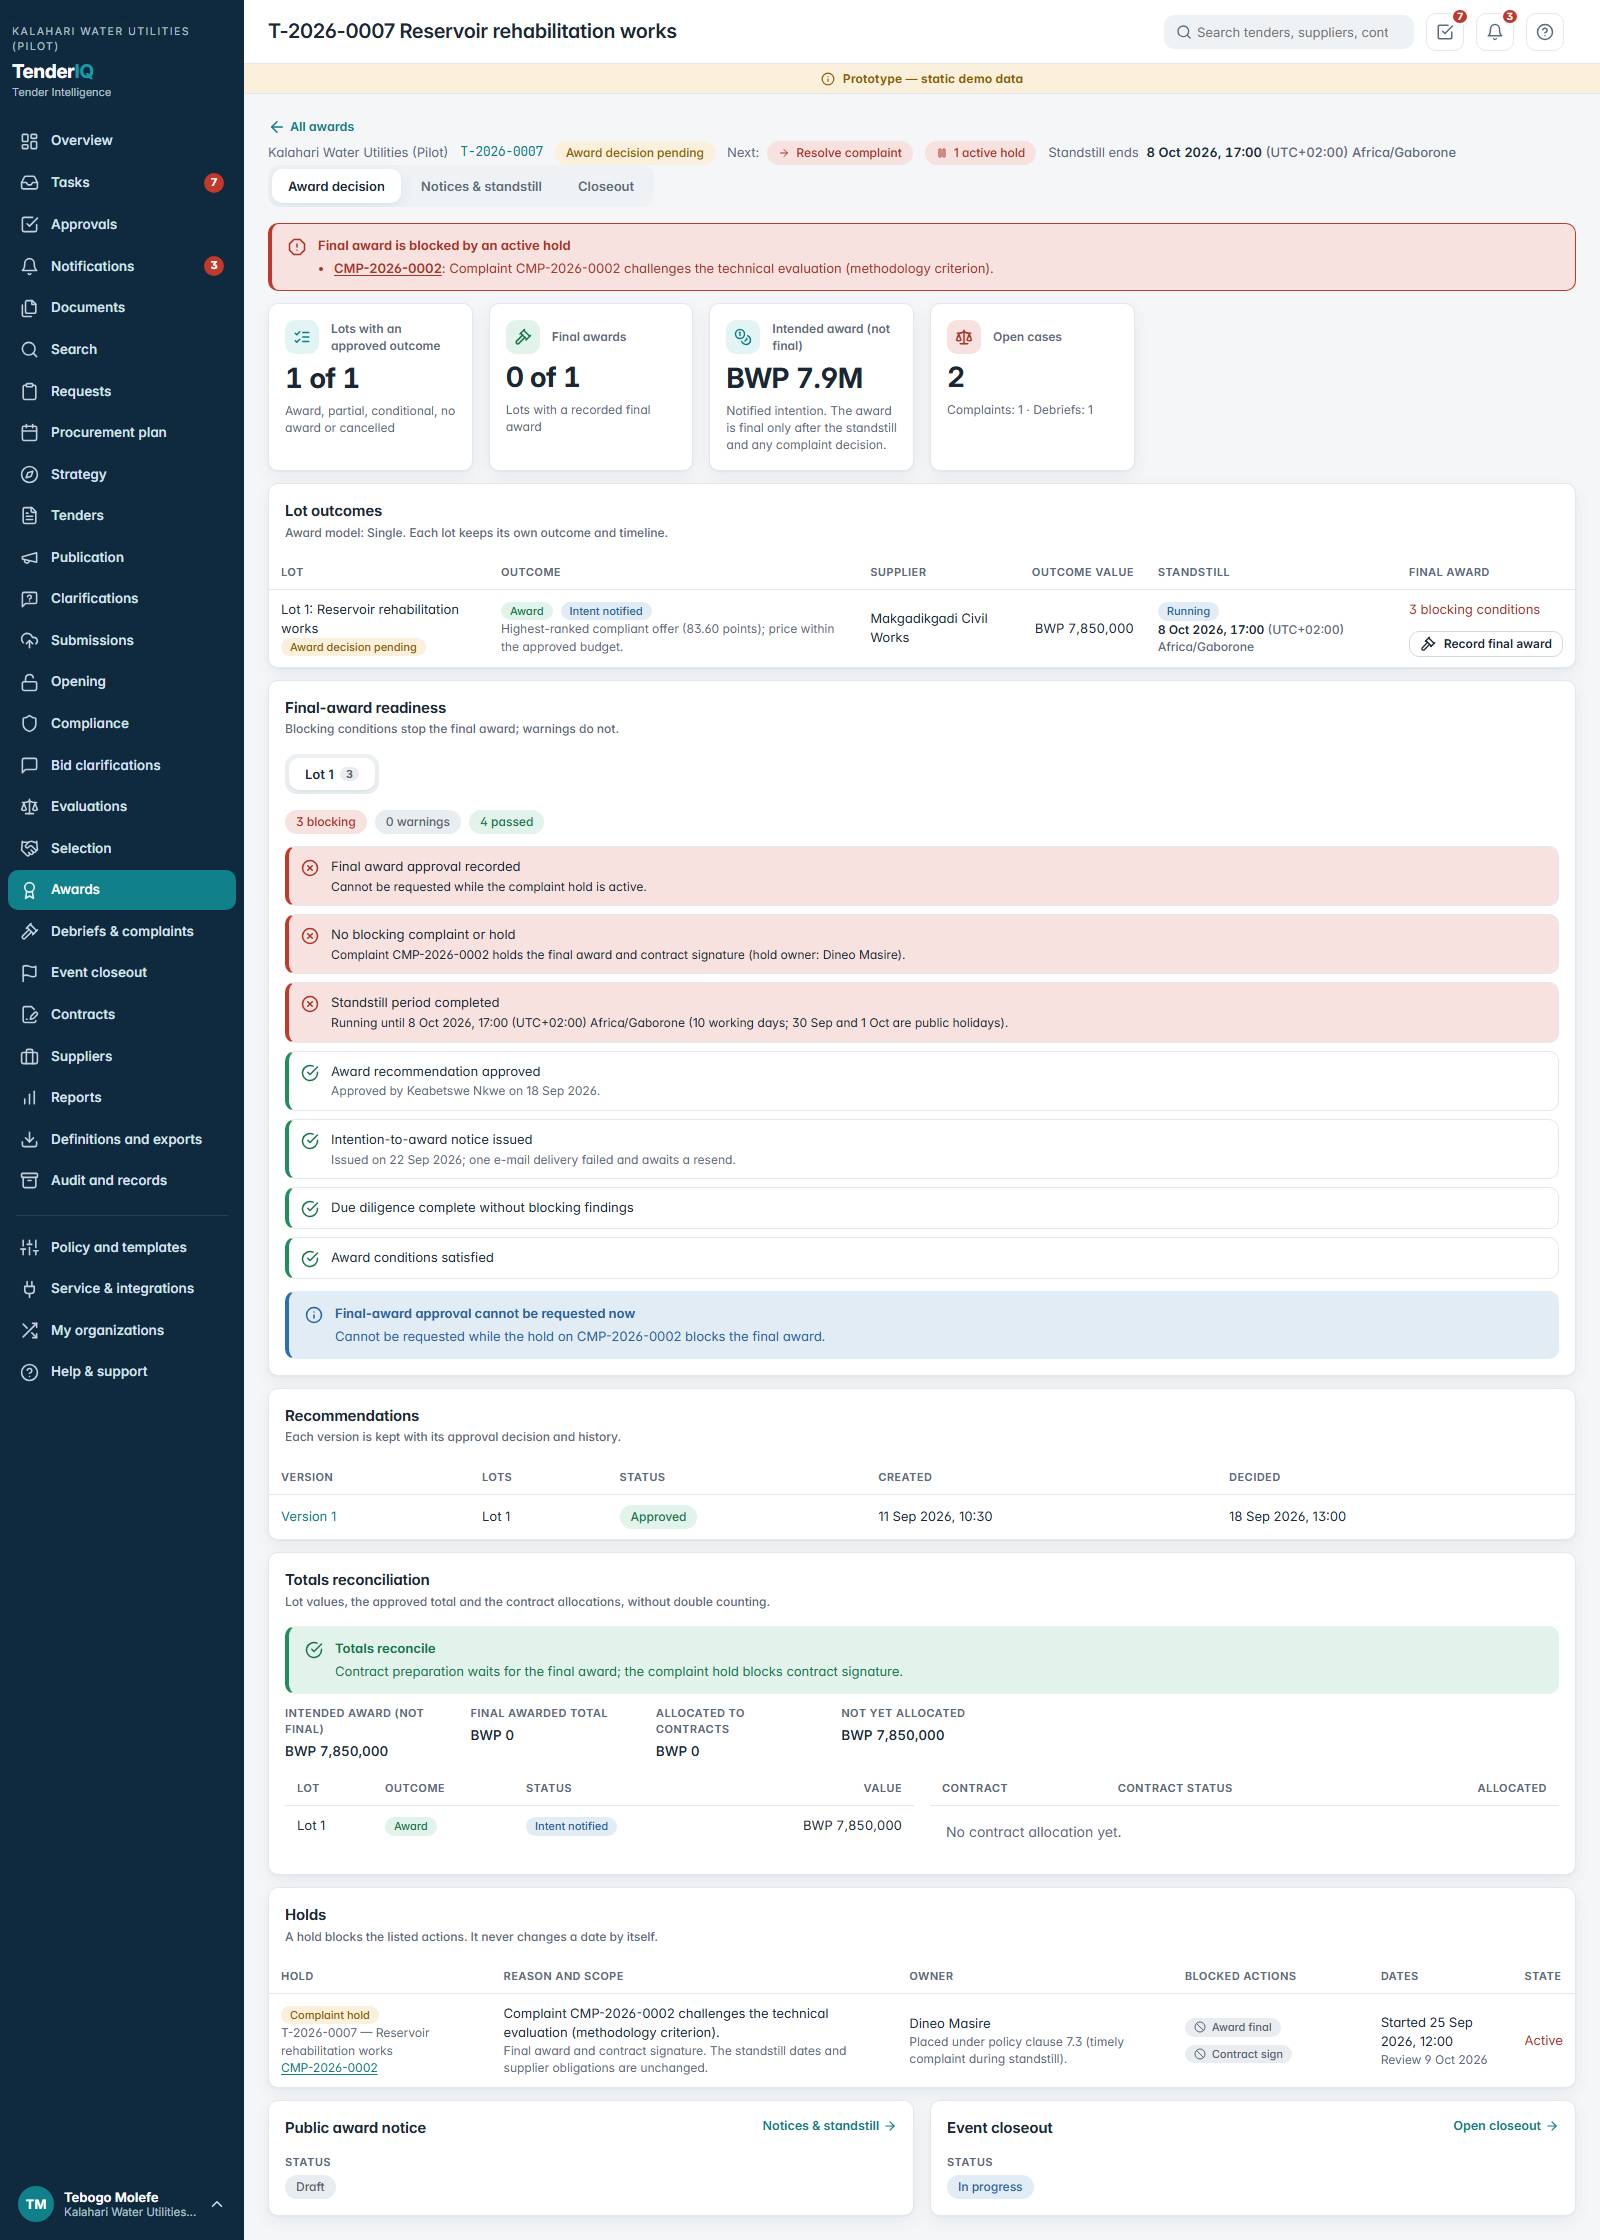 KALAHARI WATER UTILITIES
(PILOT)
TenderIQ
Tender Intelligence
Overview
Tasks 7
Approvals
Notifications 3
Documents
Search
Requests
Procurement plan
Strategy
Tenders
Publication
Clarifications
Submissions
Opening
Compliance
Bid clarifications
Evaluations
Selection
Awards
Debriefs & complaints
Event closeout
Contracts
Suppliers
Reports
Definitions and exports
Audit and records
Policy and templates
Service & integrations
My organizations
Help & support
TM
Tebogo Molefe
Kalahari Water Utilities...
T-2026-0007 Reservoir rehabilitation works
Search tenders, suppliers, cont
7
3
Prototype — static demo data
All awards
Kalahari Water Utilities (Pilot) T-2026-0007 Award decision pending Next: Resolve complaint 1 active hold Standstill ends 8 Oct 2026, 17:00 (UTC+02:00) Africa/Gaborone
Award decision Notices & standstill Closeout
Final award is blocked by an active hold
• CMP-2026-0002: Complaint CMP-2026-0002 challenges the technical evaluation (methodology criterion).
Lots with an
approved outcome
1 of 1
Award, partial, conditional, no
award or cancelled
Final awards
0 of 1
Lots with a recorded final
award
Intended award (not
final)
BWP 7.9M
Notified intention. The award
is final only after the standstill
and any complaint decision.
Open cases
2
Complaints: 1 · Debriefs: 1
Lot outcomes
Award model: Single. Each lot keeps its own outcome and timeline.
LOT OUTCOME SUPPLIER OUTCOME VALUE STANDSTILL FINAL AWARD
Lot 1: Reservoir rehabilitation
works
Award decision pending
Award Intent notified
Highest-ranked compliant offer (83.60 points); price within
the approved budget.
Makgadikgadi Civil
Works
BWP 7,850,000
Running
8 Oct 2026, 17:00 (UTC+02:00)
Africa/Gaborone
3 blocking conditions
Record final award
Final-award readiness
Blocking conditions stop the final award; warnings do not.
Lot 1 3
3 blocking 0 warnings 4 passed
Final award approval recorded
Cannot be requested while the complaint hold is active.
No blocking complaint or hold
Complaint CMP-2026-0002 holds the final award and contract signature (hold owner: Dineo Masire).
Standstill period completed
Running until 8 Oct 2026, 17:00 (UTC+02:00) Africa/Gaborone (10 working days; 30 Sep and 1 Oct are public holidays).
Award recommendation approved
Approved by Keabetswe Nkwe on 18 Sep 2026.
Intention-to-award notice issued
Issued on 22 Sep 2026; one e-mail delivery failed and awaits a resend.
Due diligence complete without blocking findings
Award conditions satisfied
Final-award approval cannot be requested now
Cannot be requested while the hold on CMP-2026-0002 blocks the final award.
Recommendations
Each version is kept with its approval decision and history.
VERSION LOTS STATUS CREATED DECIDED
Version 1 Lot 1 Approved 11 Sep 2026, 10:30 18 Sep 2026, 13:00
Totals reconciliation
Lot values, the approved total and the contract allocations, without double counting.
Totals reconcile
Contract preparation waits for the final award; the complaint hold blocks contract signature.
INTENDED AWARD (NOT
FINAL)
BWP 7,850,000
FINAL AWARDED TOTAL
BWP 0
ALLOCATED TO
CONTRACTS
BWP 0
NOT YET ALLOCATED
BWP 7,850,000
LOT OUTCOME STATUS VALUE
Lot 1 Award Intent notified BWP 7,850,000
CONTRACT CONTRACT STATUS ALLOCATED
No contract allocation yet.
Holds
A hold blocks the listed actions. It never changes a date by itself.
HOLD REASON AND SCOPE OWNER BLOCKED ACTIONS DATES STATE
Complaint hold
T-2026-0007 — Reservoir
rehabilitation works
CMP-2026-0002
Complaint CMP-2026-0002 challenges the technical
evaluation (methodology criterion).
Final award and contract signature. The standstill dates and
supplier obligations are unchanged.
Dineo Masire
Placed under policy clause 7.3 (timely
complaint during standstill).
Award final
Contract sign
Started 25 Sep
2026, 12:00
Review 9 Oct 2026
Active
Public award notice Notices & standstill
STATUS
Draft
Event closeout Open closeout
STATUS
In progress